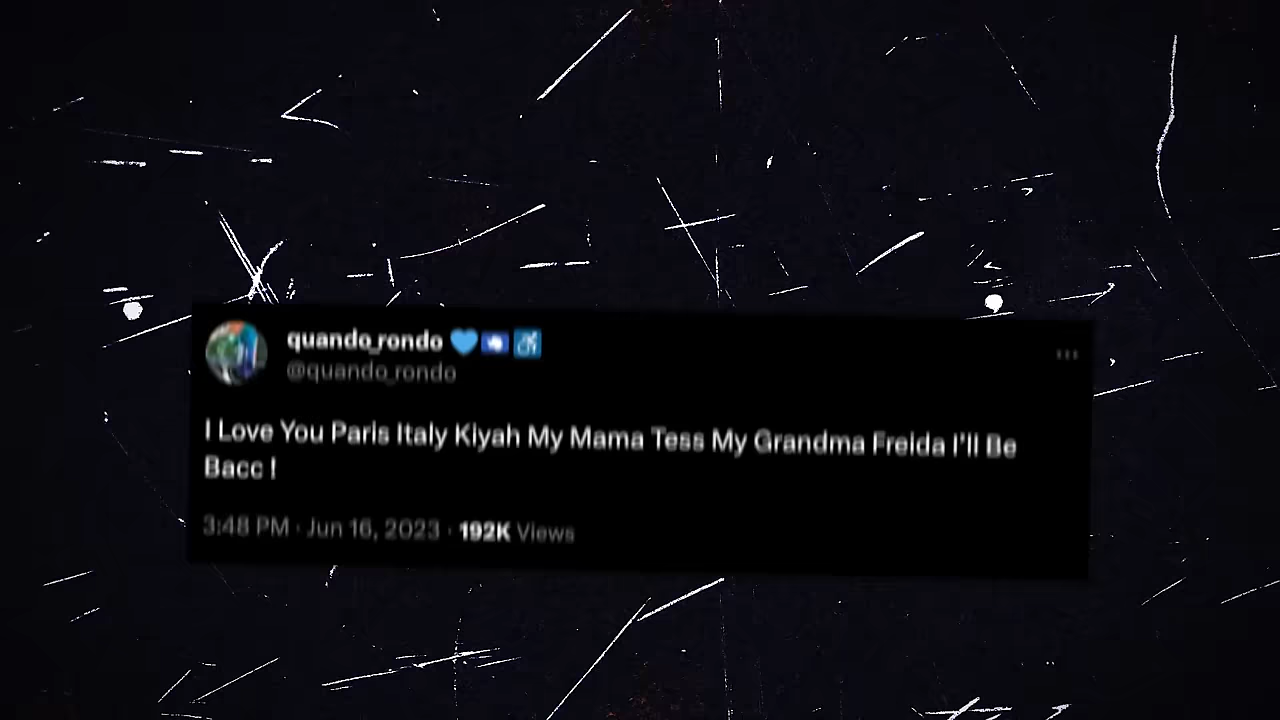 quando_rondo 💙🇦🇶♿
@quando_rondo
I Love You Paris Italy Kiyah My Mama Tess My Grandma Freida I'll Be
Bacc !
3:48 PM · Jun 16, 2023 · 192K Views